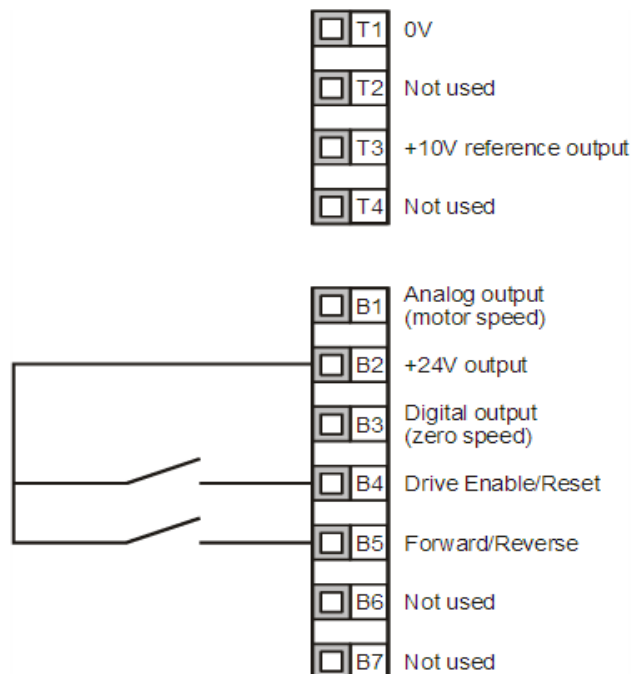 T1 0V
T2 Not used
T3 +10V reference output
T4 Not used
B1 Analog output
(motor speed)
B2 +24V output
B3 Digital output
(zero speed)
B4 Drive Enable/Reset
B5 Forward/Reverse
B6 Not used
B7 Not used